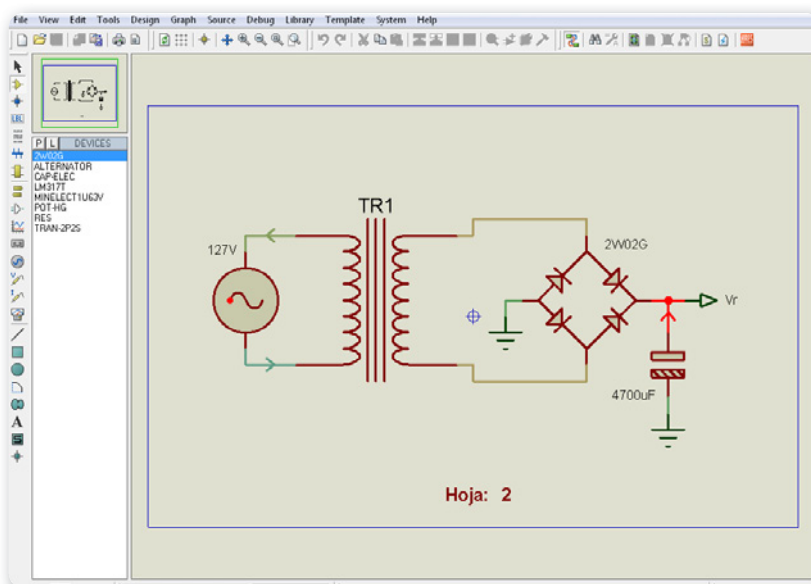 File View Edit Tools Design Graph Source Debug Library Template System Help
P L DEVICES
2W02G
ALTERNATOR
CAP-ELEC
LM317T
MINELECT1U63V
POT-HG
RES
TRAN-2P2S
TR1
127V
2W02G
Vr
4700uF
Hoja: 2